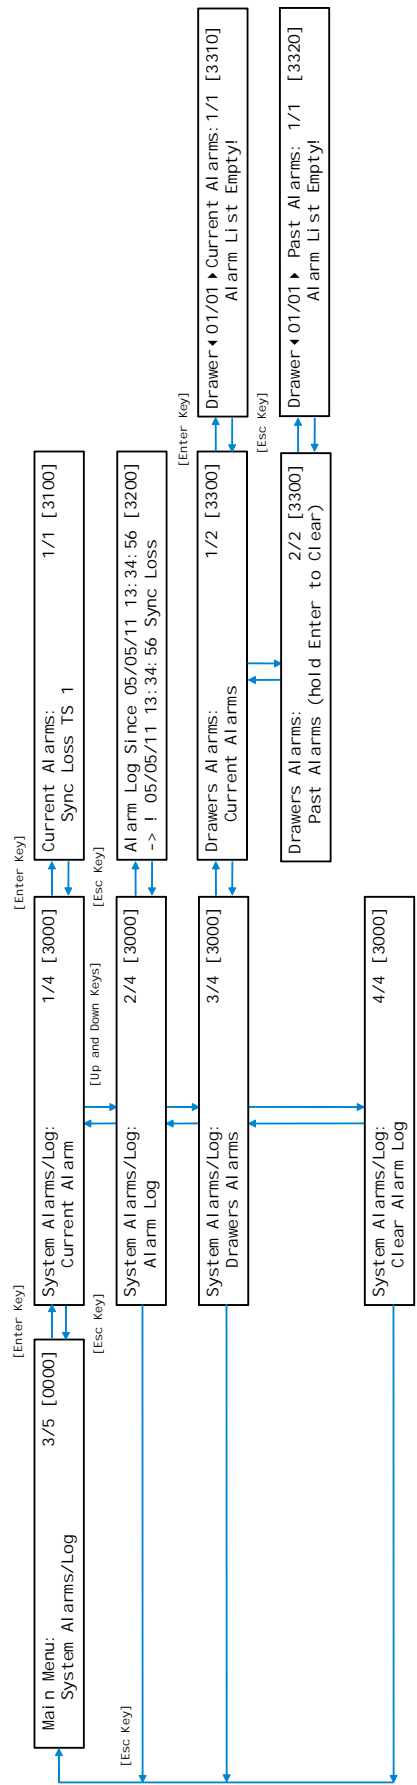 Main Menu: 3/5 [0000]
System Alarms/Log
[Enter Key]
[Esc Key]
System Alarms/Log: 1/4 [3000]
Current Alarm
[Enter Key]
[Esc Key]
Current Alarms: 1/1 [3100]
Sync Loss TS 1
[Up and Down Keys]
[Esc Key]
System Alarms/Log: 2/4 [3000]
Alarm Log
Alarm Log Since 05/05/11 13:34:56 [3200]
-> ! 05/05/11 13:34:56 Sync Loss
System Alarms/Log: 3/4 [3000]
Drawers Alarms
Drawers Alarms: 1/2 [3300]
Current Alarms
[Enter Key]
[Esc Key]
Drawer◂01/01▸Current Alarms:1/1 [3310]
Alarm List Empty!
Drawers Alarms: 2/2 [3300]
Past Alarms (hold Enter to Clear)
Drawer◂01/01▸ Past Alarms: 1/1 [3320]
Alarm List Empty!
System Alarms/Log: 4/4 [3000]
Clear Alarm Log